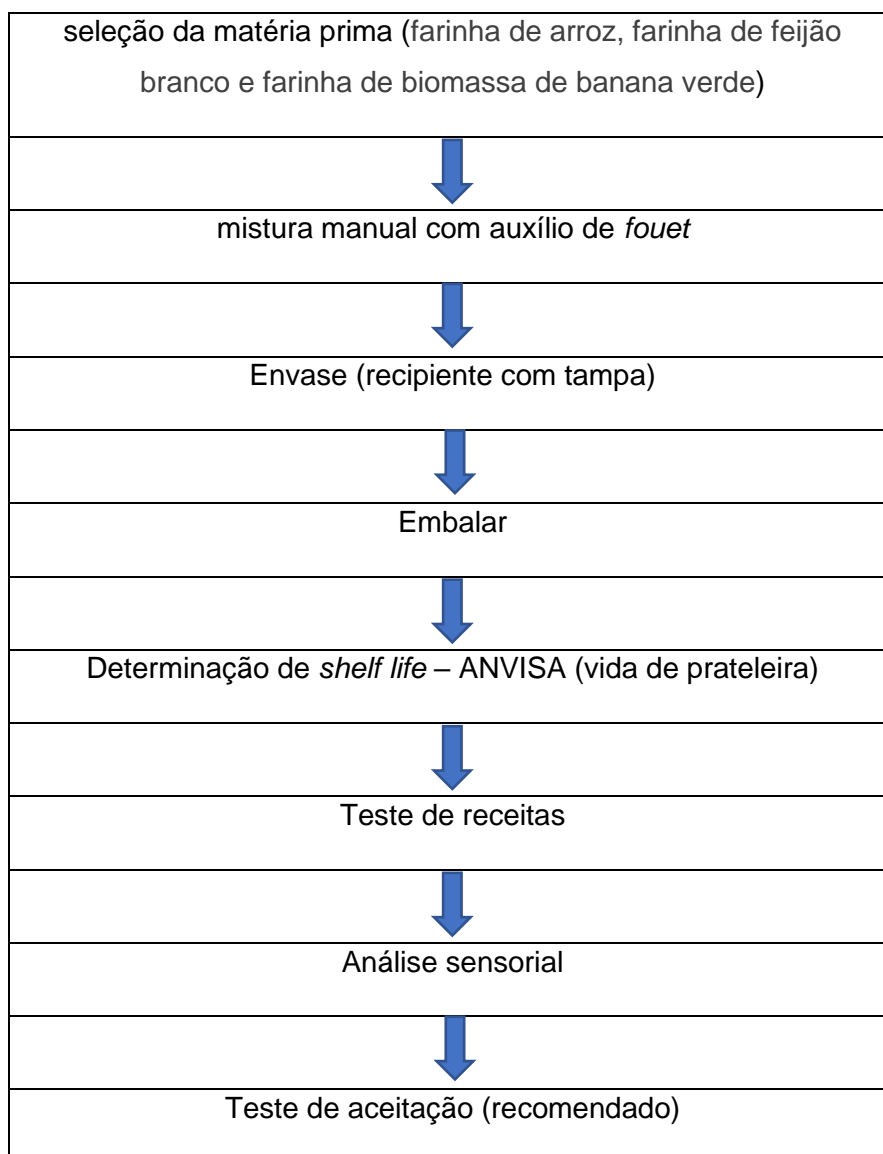 seleção da matéria prima (farinha de arroz, farinha de feijão
branco e farinha de biomassa de banana verde)
mistura manual com auxílio de fouet
Envase (recipiente com tampa)
Embalar
Determinação de shelf life – ANVISA (vida de prateleira)
Teste de receitas
Análise sensorial
Teste de aceitação (recomendado)